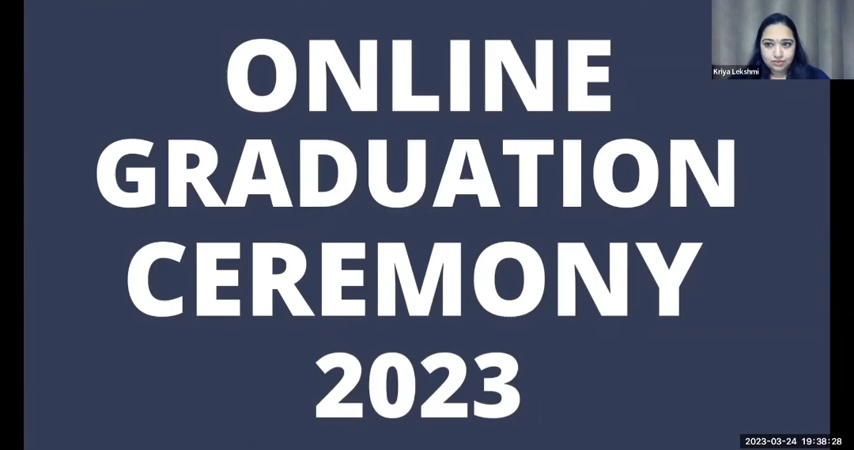 ONLINE
GRADUATION
CEREMONY
2023
Kriya Lekshmi
2023-03-24 19:38:28